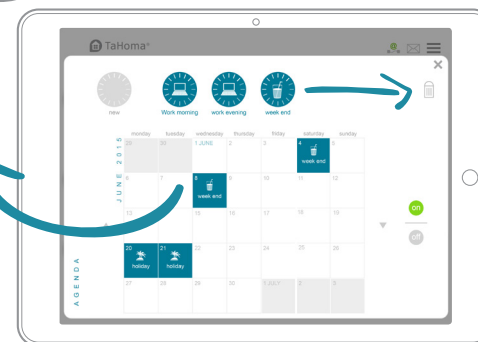 TaHoma®
new
Work morning
work evening
week end
monday tuesday wednesday thursday friday saturday sunday
JUNE 2015
29 30 1 JUNE 2 3 4 5
week end
6 7 8 9 10 11 12
week end
13 15 16 17 18 19
20 21 22 23 24 25 26
holiday holiday
27 28 29 30 1 JULY 2 3
AGENDA
on
off